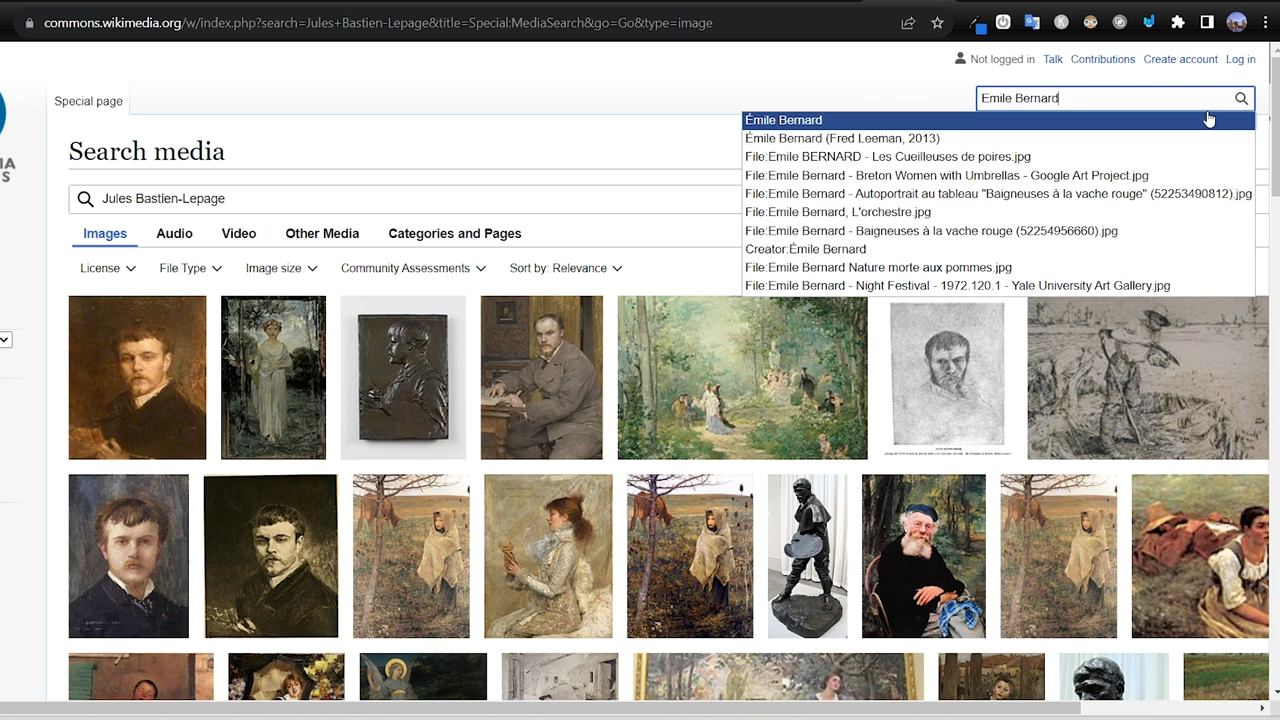 commons.wikimedia.org/w/index.php?search=Jules+Bastien-Lepage&title=Special:MediaSearch&go=Go&type=image
Not logged in Talk Contributions Create account Log in
Special page
Emile Bernard
Émile Bernard
Émile Bernard (Fred Leeman, 2013)
File:Emile BERNARD - Les Cueilleuses de poires.jpg
File:Emile Bernard - Breton Women with Umbrellas - Google Art Project.jpg
File:Emile Bernard - Autoportrait au tableau "Baigneuses à la vache rouge" (52253490812).jpg
File:Emile Bernard, L'orchestre.jpg
File:Emile Bernard - Baigneuses à la vache rouge (52254956660).jpg
Creator:Émile Bernard
File:Emile Bernard Nature morte aux pommes.jpg
File:Emile Bernard - Night Festival - 1972.120.1 - Yale University Art Gallery.jpg
IA
S
Search media
Jules Bastien-Lepage
Images Audio Video Other Media Categories and Pages
License File Type Image size Community Assessments Sort by: Relevance